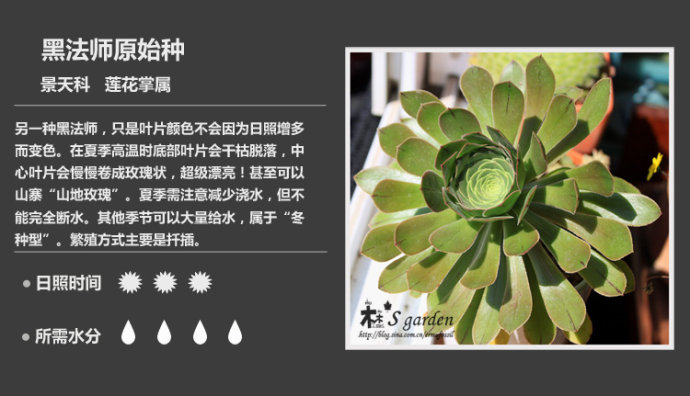 黑法师原始种
景天科 莲花掌属
另一种黑法师，只是叶片颜色不会因为日照增多
而变色。在夏季高温时底部叶片会干枯脱落，中
心叶片会慢慢卷成玫瑰状，超级漂亮！甚至可以
山寨“山地玫瑰”。夏季需注意减少浇水，但不
能完全断水。其他季节可以大量给水，属于“冬
种型”。繁殖方式主要是扦插。
日照时间
所需水分
's garden